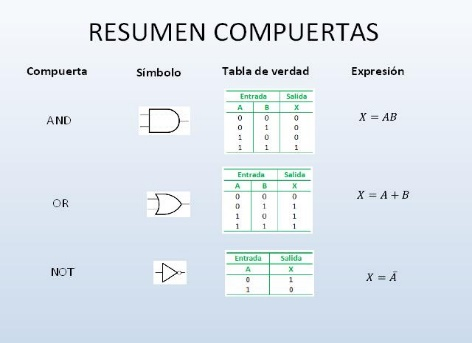 RESUMEN COMPUERTAS
Compuerta Símbolo Tabla de verdad Expresión
AND
Entrada Salida
A B X
0 0 0
0 1 0
1 0 0
1 1 1
X = AB
OR
Entrada Salida
A B X
0 0 0
0 1 1
1 0 1
1 1 1
X = A + B
NOT
Entrada Salida
A X
0 1
1 0
X = Ā